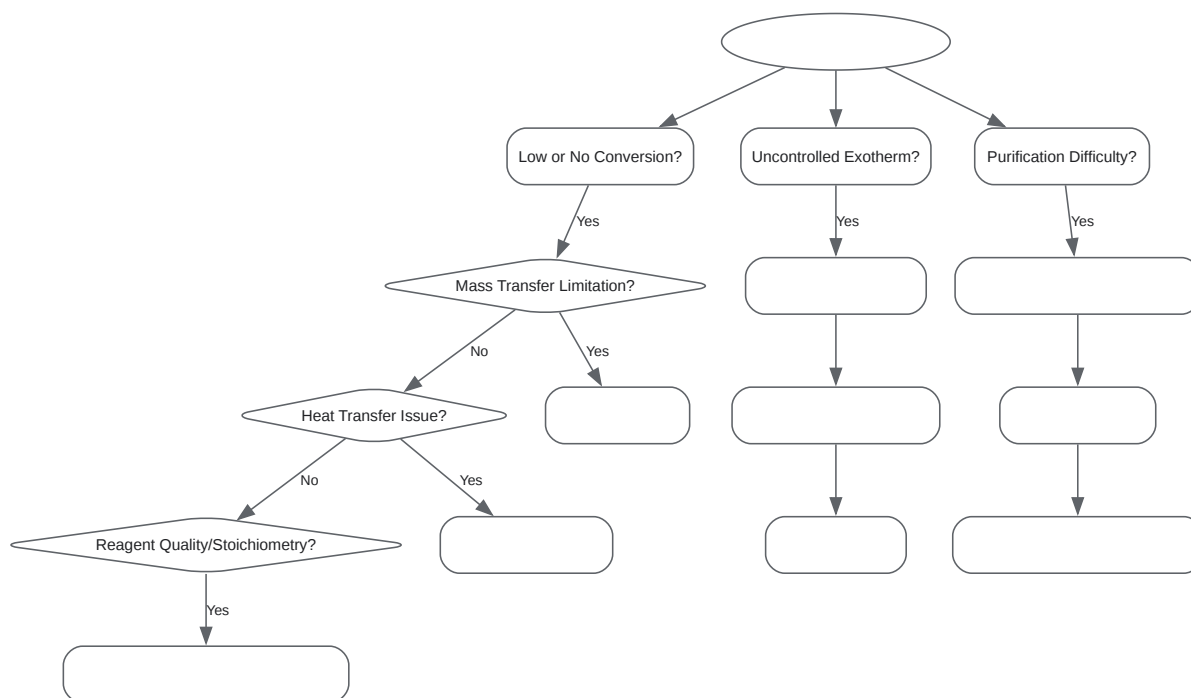 Low or No Conversion?
Uncontrolled Exotherm?
Purification Difficulty?
Yes
Yes
Yes
Mass Transfer Limitation?
No
Yes
Heat Transfer Issue?
No
Yes
Reagent Quality/Stoichiometry?
Yes